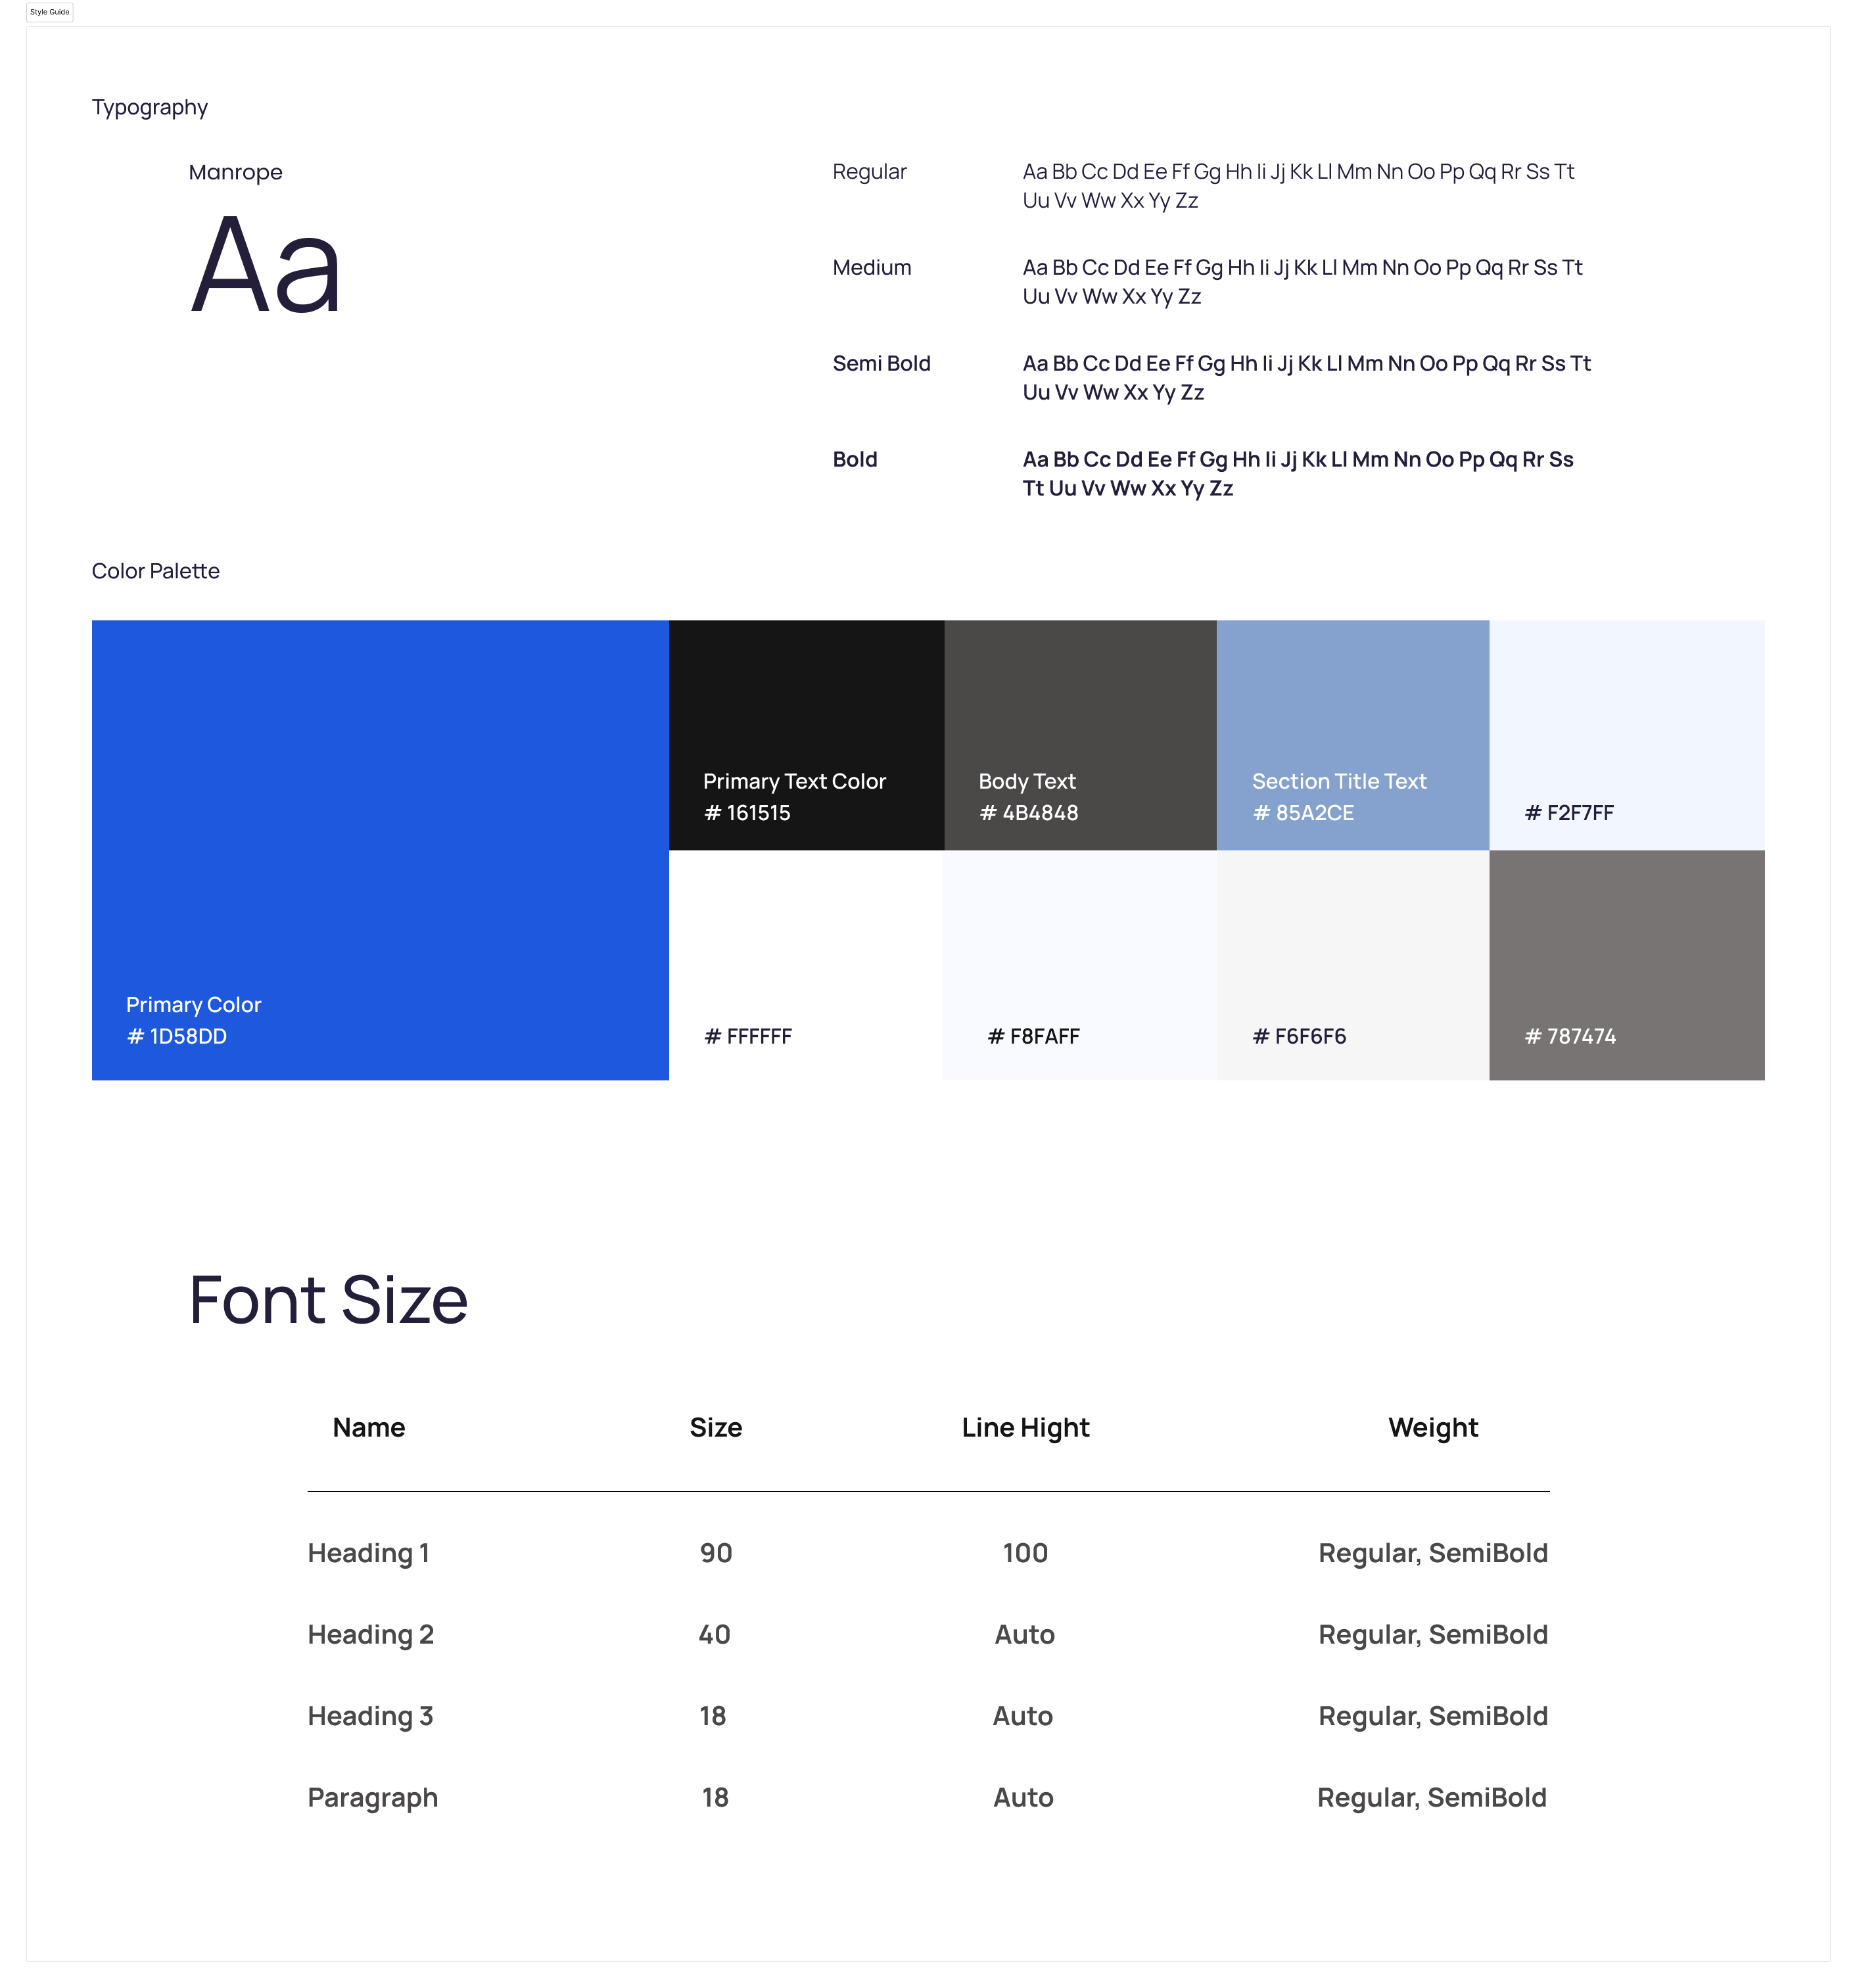 Style Guide
Typography
Manrope
Aa
Regular
Aa Bb Cc Dd Ee Ff Gg Hh Ii Jj Kk Ll Mm Nn Oo Pp Qq Rr Ss Tt
Uu Vv Ww Xx Yy Zz
Medium
Aa Bb Cc Dd Ee Ff Gg Hh Ii Jj Kk Ll Mm Nn Oo Pp Qq Rr Ss Tt
Uu Vv Ww Xx Yy Zz
Semi Bold
Aa Bb Cc Dd Ee Ff Gg Hh Ii Jj Kk Ll Mm Nn Oo Pp Qq Rr Ss Tt
Uu Vv Ww Xx Yy Zz
Bold
Aa Bb Cc Dd Ee Ff Gg Hh Ii Jj Kk Ll Mm Nn Oo Pp Qq Rr Ss
Tt Uu Vv Ww Xx Yy Zz
Color Palette
Primary Color
# 1D58DD
Primary Text Color
# 161515
Body Text
# 4B4848
Section Title Text
# 85A2CE
# F2F7FF
# FFFFFF
# F8FAFF
# F6F6F6
# 787474
Font Size
Name Size Line Hight Weight
Heading 1 90 100 Regular, SemiBold
Heading 2 40 Auto Regular, SemiBold
Heading 3 18 Auto Regular, SemiBold
Paragraph 18 Auto Regular, SemiBold